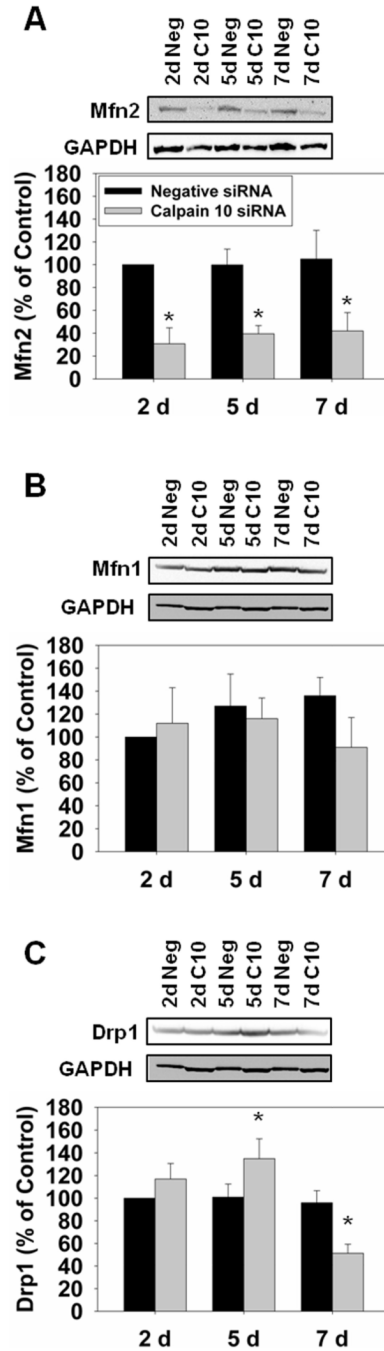 A
2d Neg
2d C10
5d Neg
5d C10
7d Neg
7d C10
Mfn2
GAPDH
Mfn2 (% of Control)
180
160
140
120
100
80
60
40
20
0
Negative siRNA
Calpain 10 siRNA
*
*
*
2 d 5 d 7 d
B
2d Neg
2d C10
5d Neg
5d C10
7d Neg
7d C10
Mfn1
GAPDH
Mfn1 (% of Control)
180
160
140
120
100
80
60
40
20
0
2 d 5 d 7 d
C
2d Neg
2d C10
5d Neg
5d C10
7d Neg
7d C10
Drp1
GAPDH
Drp1 (% of Control)
180
160
140
120
100
80
60
40
20
0
*
*
2 d 5 d 7 d